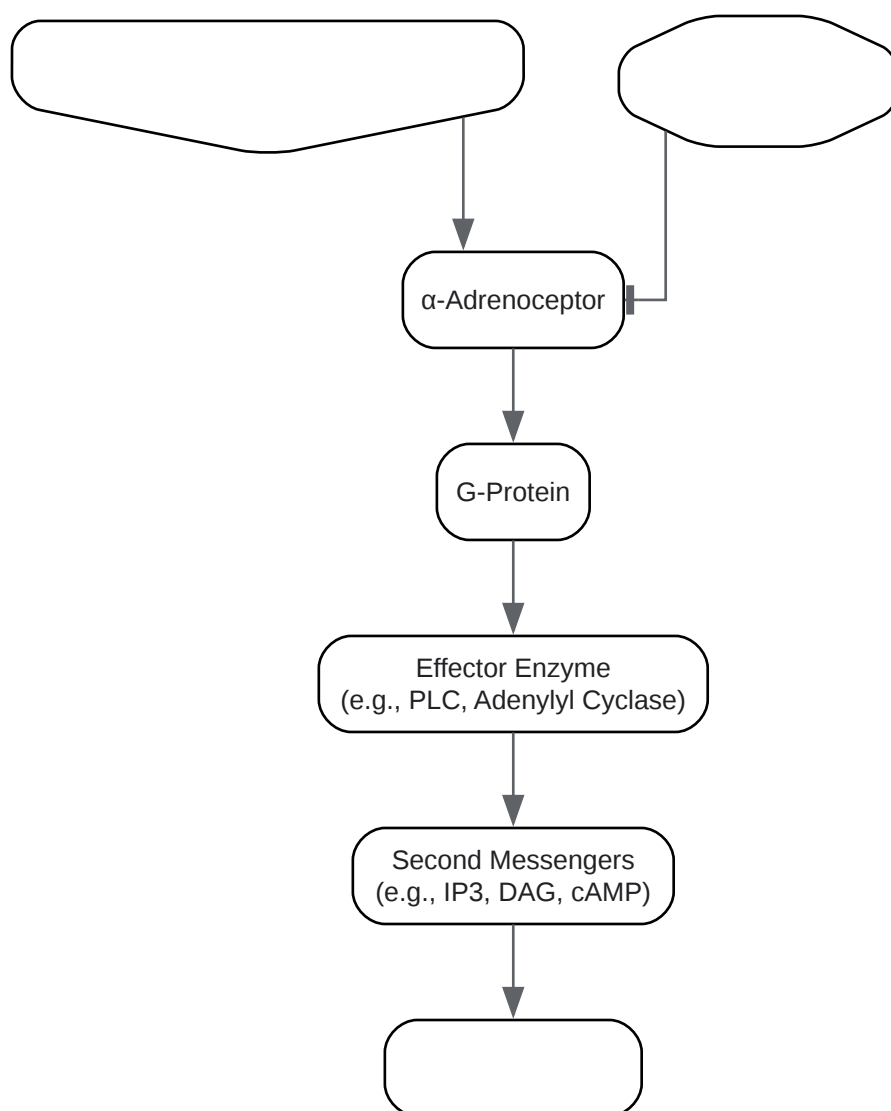 α-Adrenoceptor
G-Protein
Effector Enzyme
(e.g., PLC, Adenylyl Cyclase)
Second Messengers
(e.g., IP3, DAG, cAMP)